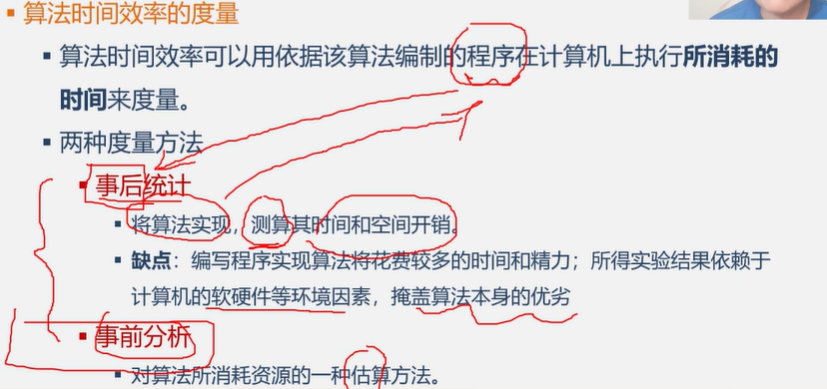 算法时间效率的度量
算法时间效率可以用依据该算法编制的程序在计算机上执行所消耗的
时间来度量。
两种度量方法
事后统计
将算法实现，测算其时间和空间开销。
缺点：编写程序实现算法将花费较多的时间和精力；所得实验结果依赖于
计算机的软硬件等环境因素，掩盖算法本身的优劣
事前分析
对算法所消耗资源的一种估算方法。